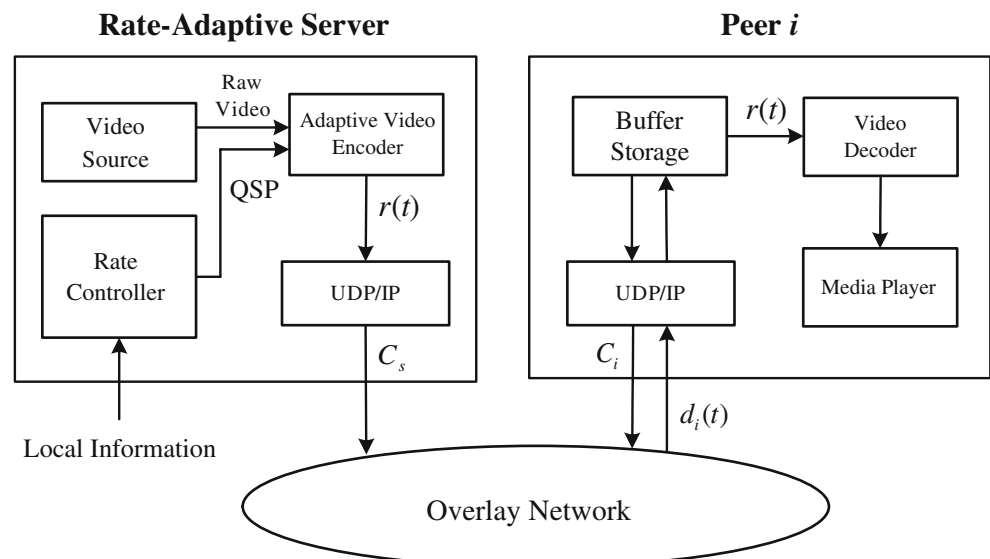 Rate-Adaptive Server
Peer i
Raw
Video
Video
Source
Adaptive Video
Encoder
QSP
r(t)
Rate
Controller
UDP/IP
C_s
Local Information
Buffer
Storage
r(t)
Video
Decoder
UDP/IP
Media Player
C_i
d_i(t)
Overlay Network